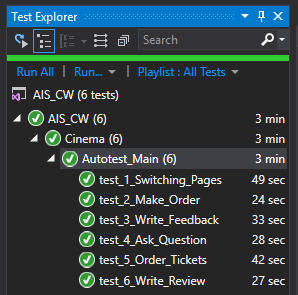 Test Explorer
Search
Run All | Run... | Playlist : All Tests
AIS_CW (6 tests)
AIS_CW (6) 3 min
Cinema (6) 3 min
Autotest_Main (6) 3 min
test_1_Switching_Pages 49 sec
test_2_Make_Order 24 sec
test_3_Write_Feedback 33 sec
test_4_Ask_Question 28 sec
test_5_Order_Tickets 42 sec
test_6_Write_Review 27 sec